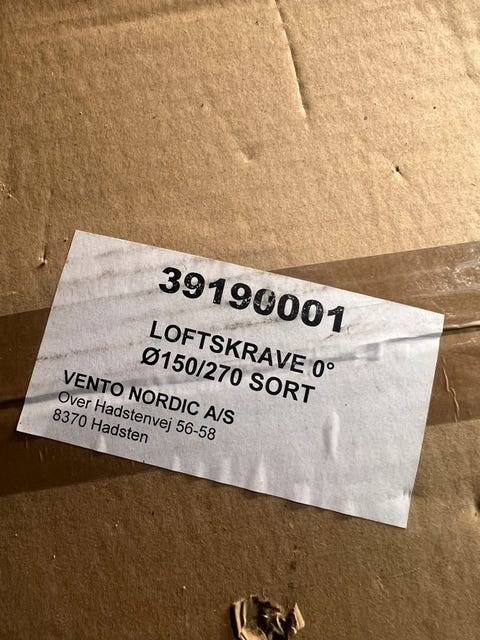 39190001
LOFTSKRAVE 0°
Ø150/270 SORT
VENTO NORDIC A/S
Over Hadstenvej 56-58
8370 Hadsten